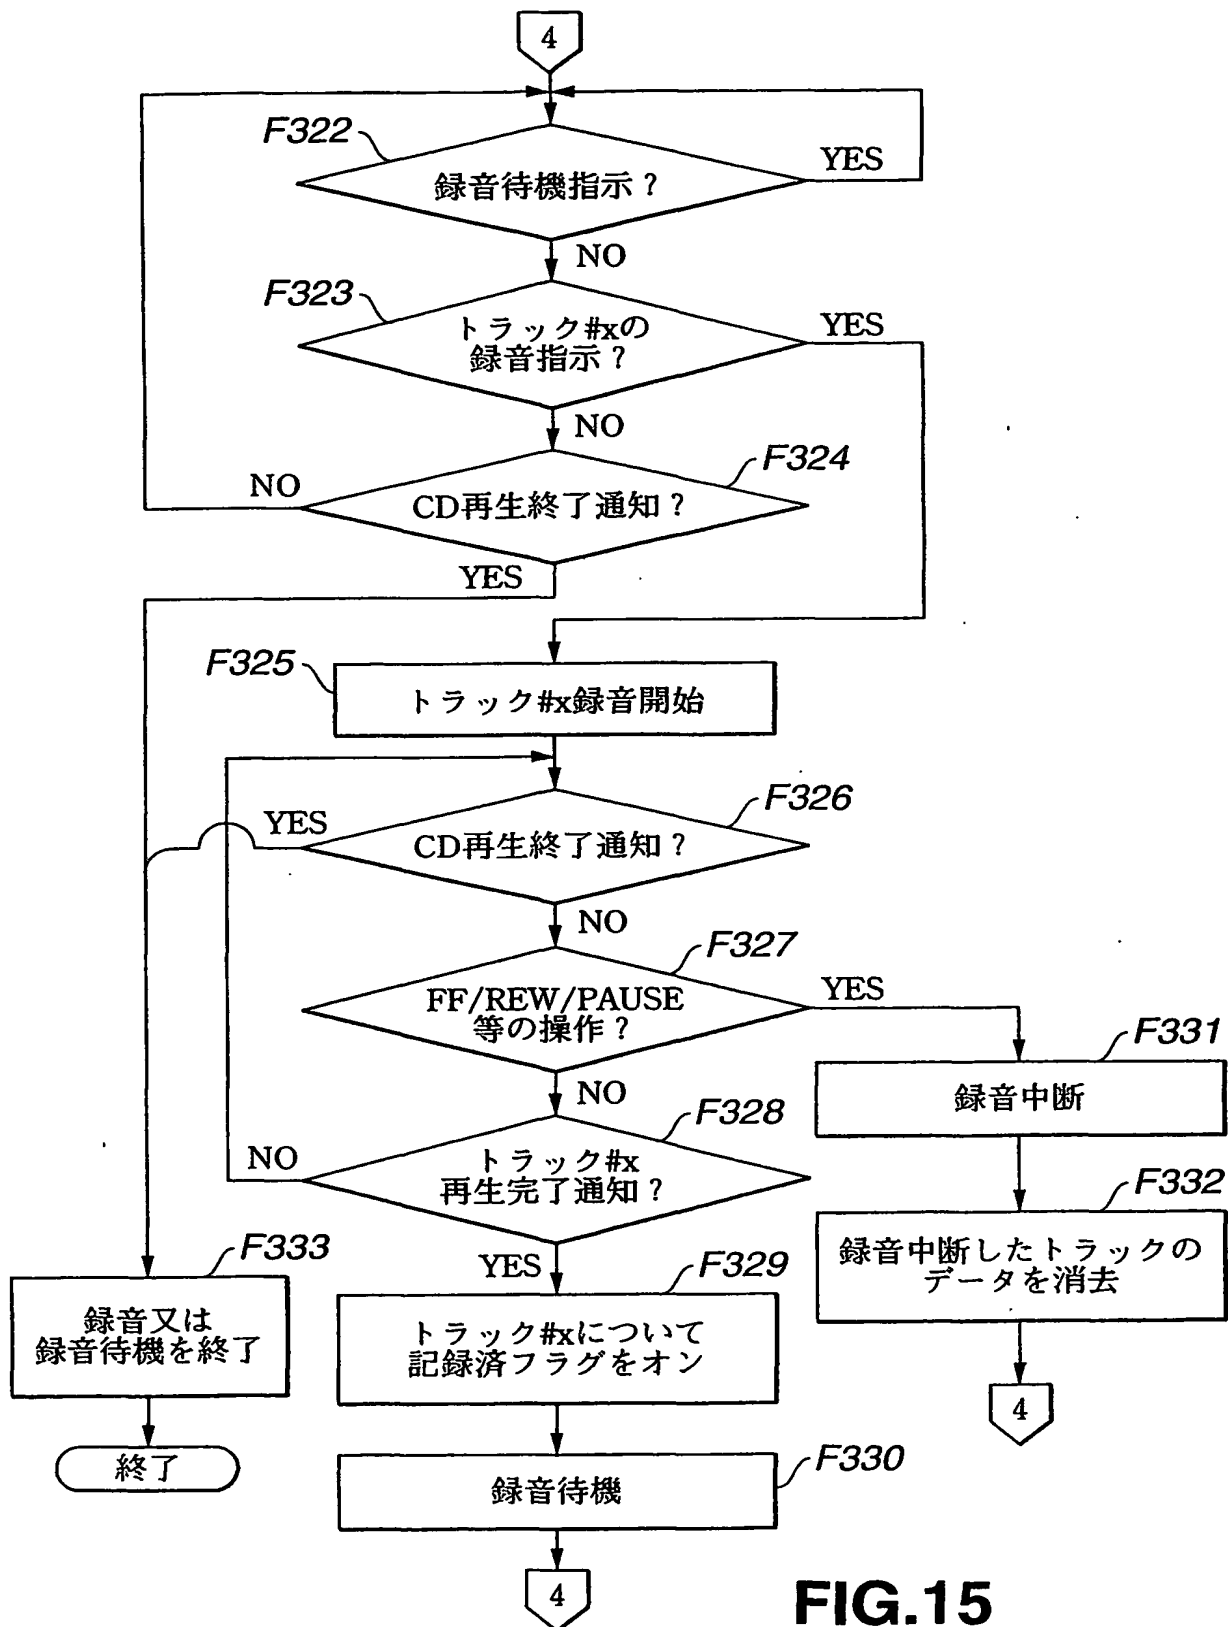 4
F322
録音待機指示?
YES
NO
F323
トラック#xの
録音指示?
YES
NO
F324
CD再生終了通知?
NO
YES
F325
トラック#x録音開始
F326
CD再生終了通知?
YES
NO
F327
FF/REW/PAUSE
等の操作?
YES
NO
F331
録音中断
F328
トラック#x
再生完了通知?
NO
YES
F332
録音中断したトラックの
データを消去
4
F333
録音又は
録音待機を終了
終了
F329
トラック#xについて
記録済フラグをオン
F330
録音待機
4
FIG.15